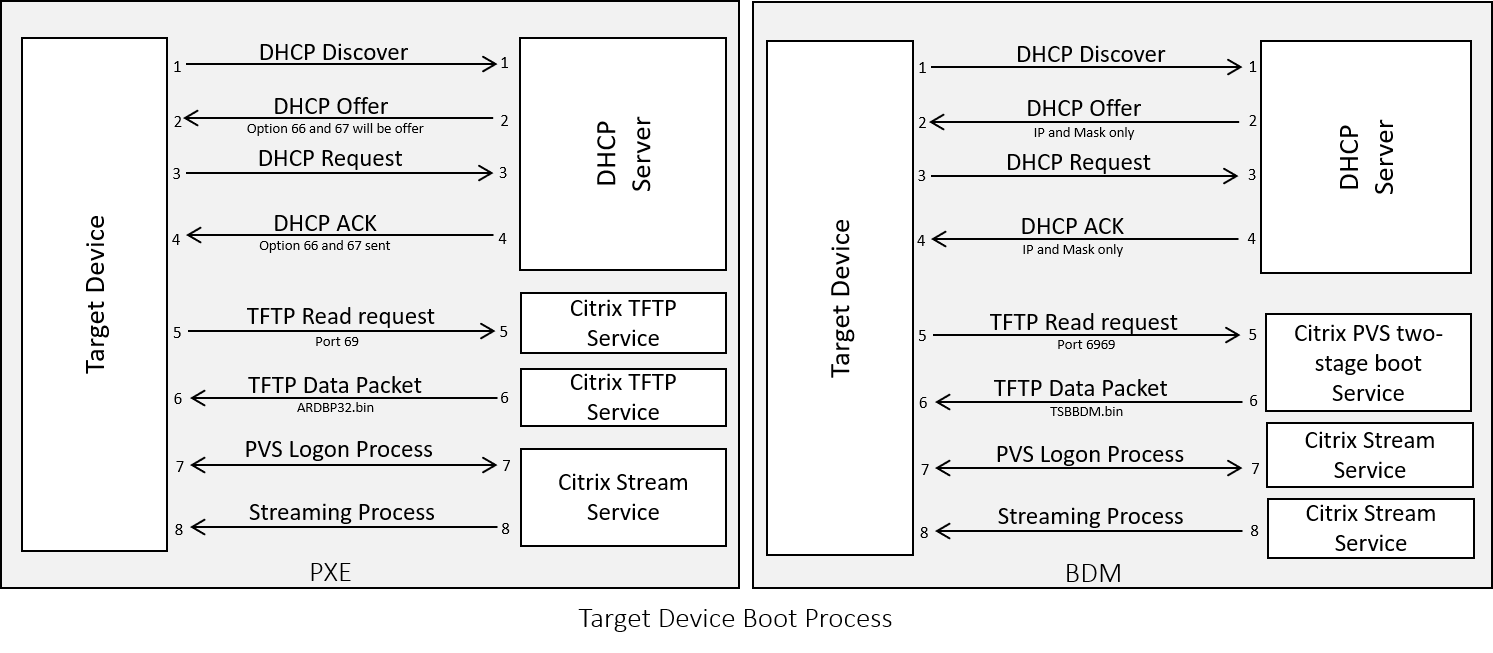 DHCP Discover
1
1
DHCP Offer
2
2
Option 66 and 67 will be offer
DHCP Request
3
3
DHCP ACK
4
4
Option 66 and 67 sent
Target Device
DHCP
Server
TFTP Read request
5
5
Port 69
Citrix TFTP
Service
TFTP Data Packet
6
6
ARDBP32.bin
Citrix TFTP
Service
PVS Logon Process
7
7
Streaming Process
8
8
Citrix Stream
Service
PXE
DHCP Discover
1
1
DHCP Offer
2
2
IP and Mask only
DHCP Request
3
3
DHCP ACK
4
4
IP and Mask only
Target Device
DHCP
Server
TFTP Read request
5
5
Port 6969
TFTP Data Packet
6
6
TSBBDM.bin
Citrix PVS two-
stage boot
Service
PVS Logon Process
7
7
Citrix Stream
Service
Streaming Process
8
8
Citrix Stream
Service
BDM
Target Device Boot Process